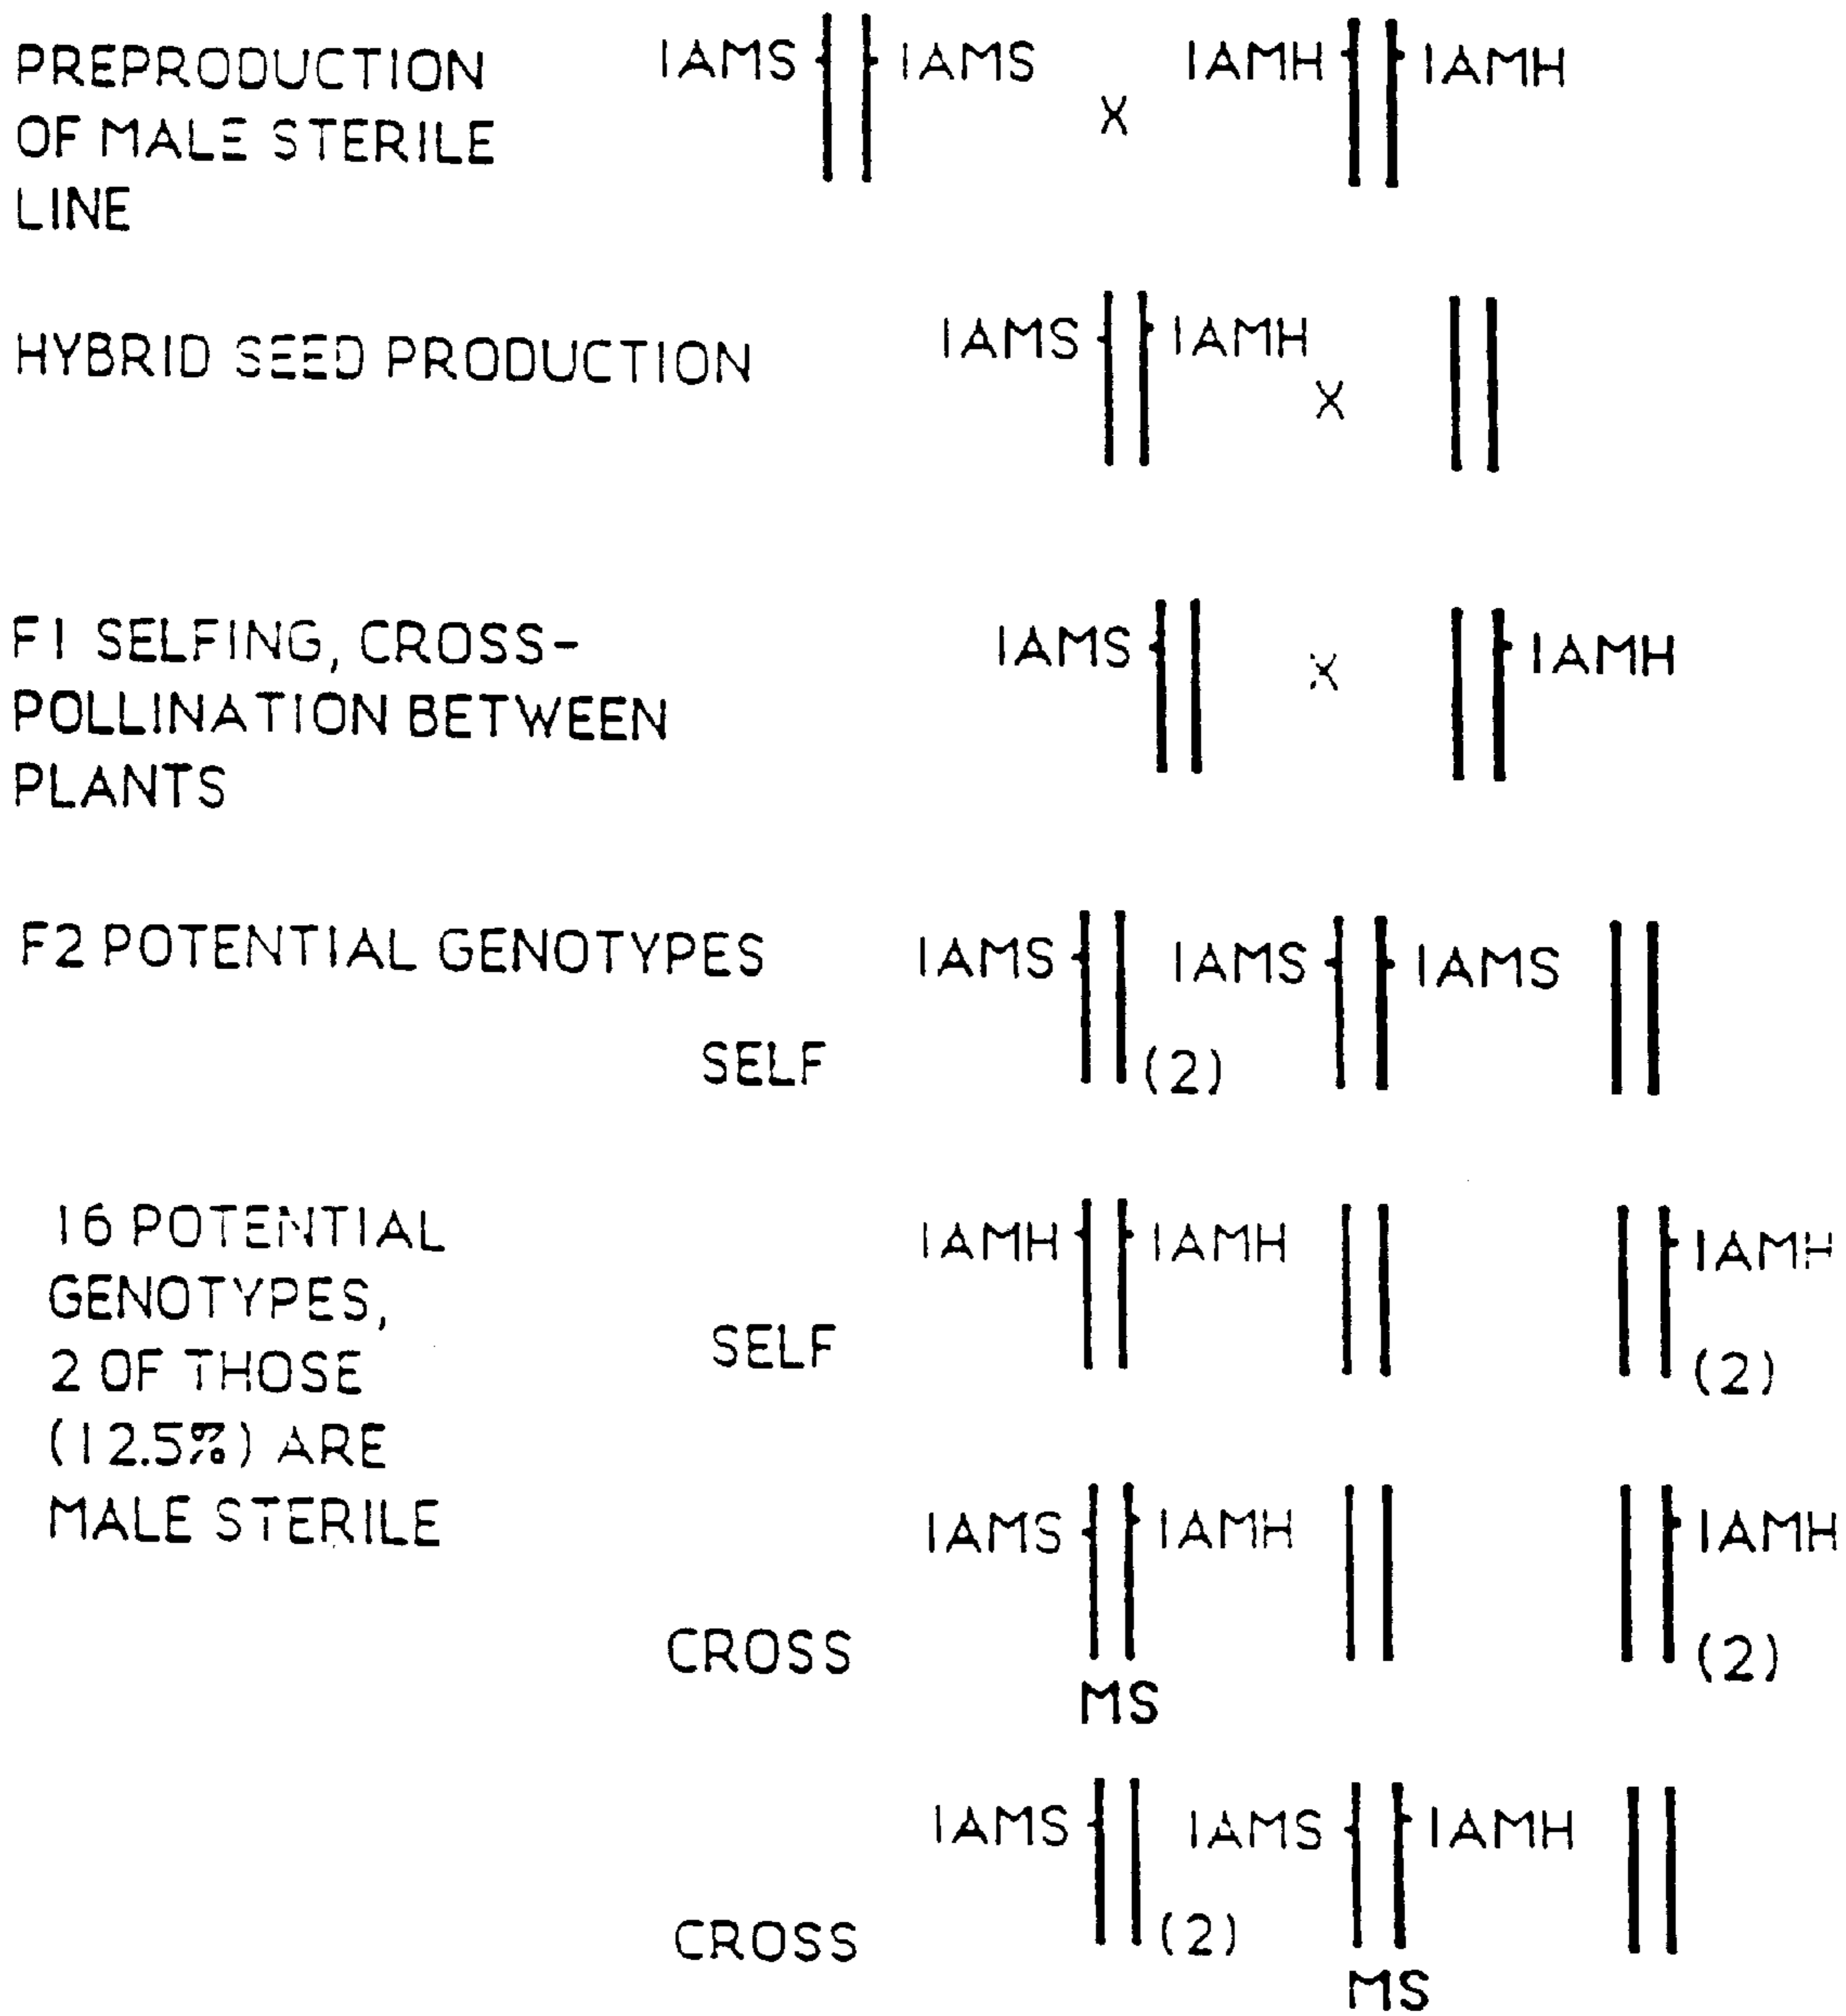 PREPRODUCTION
OF MALE STERILE
LINE
IAMS IAMS X IAMH IAMH
HYBRID SEED PRODUCTION
IAMS IAMH X
F1 SELFING, CROSS-
POLLINATION BETWEEN
PLANTS
IAMS X IAMH
F2 POTENTIAL GENOTYPES
IAMS IAMS IAMS
SELF (2)
16 POTENTIAL
GENOTYPES,
2 OF THOSE
(12.5%) ARE
MALE STERILE
IAMH IAMH IAMH
SELF (2)
IAMS IAMH IAMH
CROSS (2)
MS
IAMS IAMS IAMH
CROSS (2)
MS